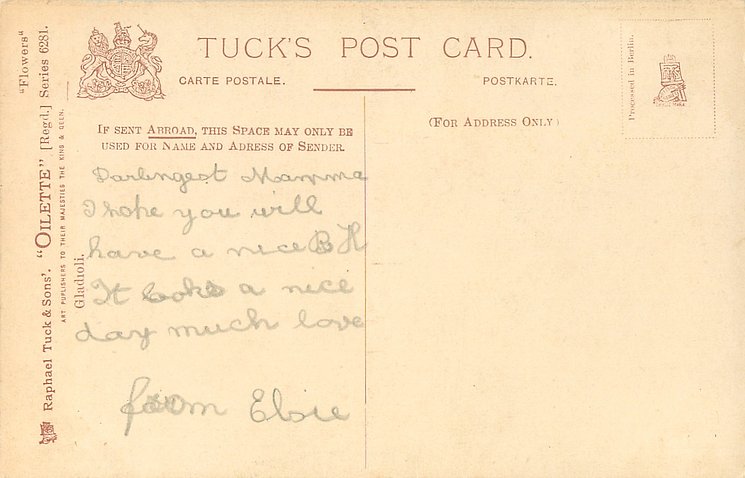 TUCK'S POST CARD.
CARTE POSTALE.
POSTKARTE.
IF SENT ABROAD, THIS SPACE MAY ONLY BE
USED FOR NAME AND ADRESS OF SENDER.
(FOR ADDRESS ONLY)
Darlingest Mamma
I hope you will
have a nice B H
It looks a nice
day much love
from Elsie
"Flowers"
Raphael Tuck & Sons'. "OILETTE" [Regd.] Series 6281.
ART PUBLISHERS TO THEIR MAJESTIES THE KING & QEEN.
Gladioli.
Processed in Berlin.